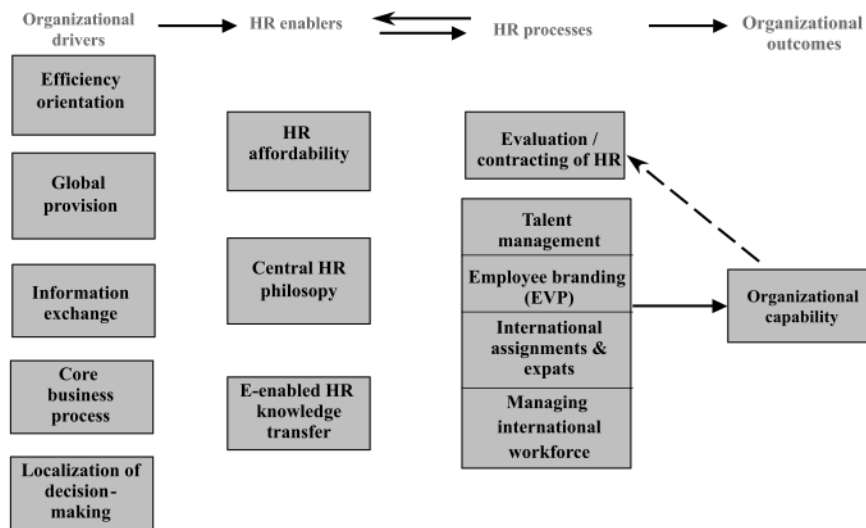 Organizational
drivers
HR enablers
HR processes
Organizational
outcomes
Efficiency
orientation
Global
provision
Information
exchange
Core
business
process
Localization of
decision-
making
HR
affordability
Central HR
philosopy
E-enabled HR
knowledge
transfer
Evaluation /
contracting of HR
Talent
management
Employee branding
(EVP)
International
assignments &
expats
Managing
international
workforce
Organizational
capability